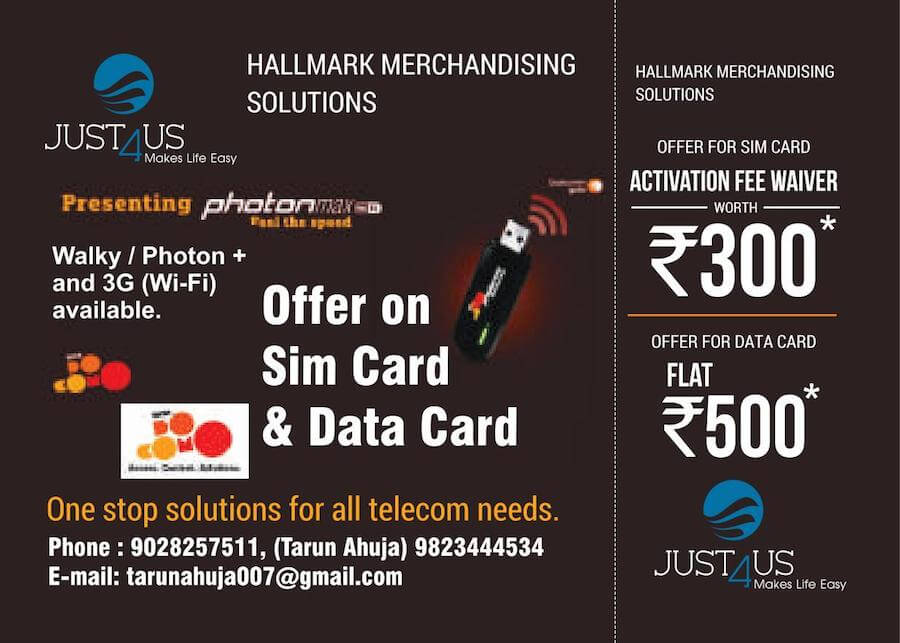 HALLMARK MERCHANDISING
SOLUTIONS
JUST4US
Makes Life Easy
Presenting photon max
Feel the speed
Walky / Photon +
and 3G (Wi-Fi)
available.
Offer on
Sim Card
& Data Card
One stop solutions for all telecom needs.
Phone : 9028257511, (Tarun Ahuja) 9823444534
E-mail: tarunahuja007@gmail.com
HALLMARK MERCHANDISING
SOLUTIONS
OFFER FOR SIM CARD
ACTIVATION FEE WAIVER
WORTH
₹300*
OFFER FOR DATA CARD
FLAT
₹500*
JUST4US
Makes Life Easy